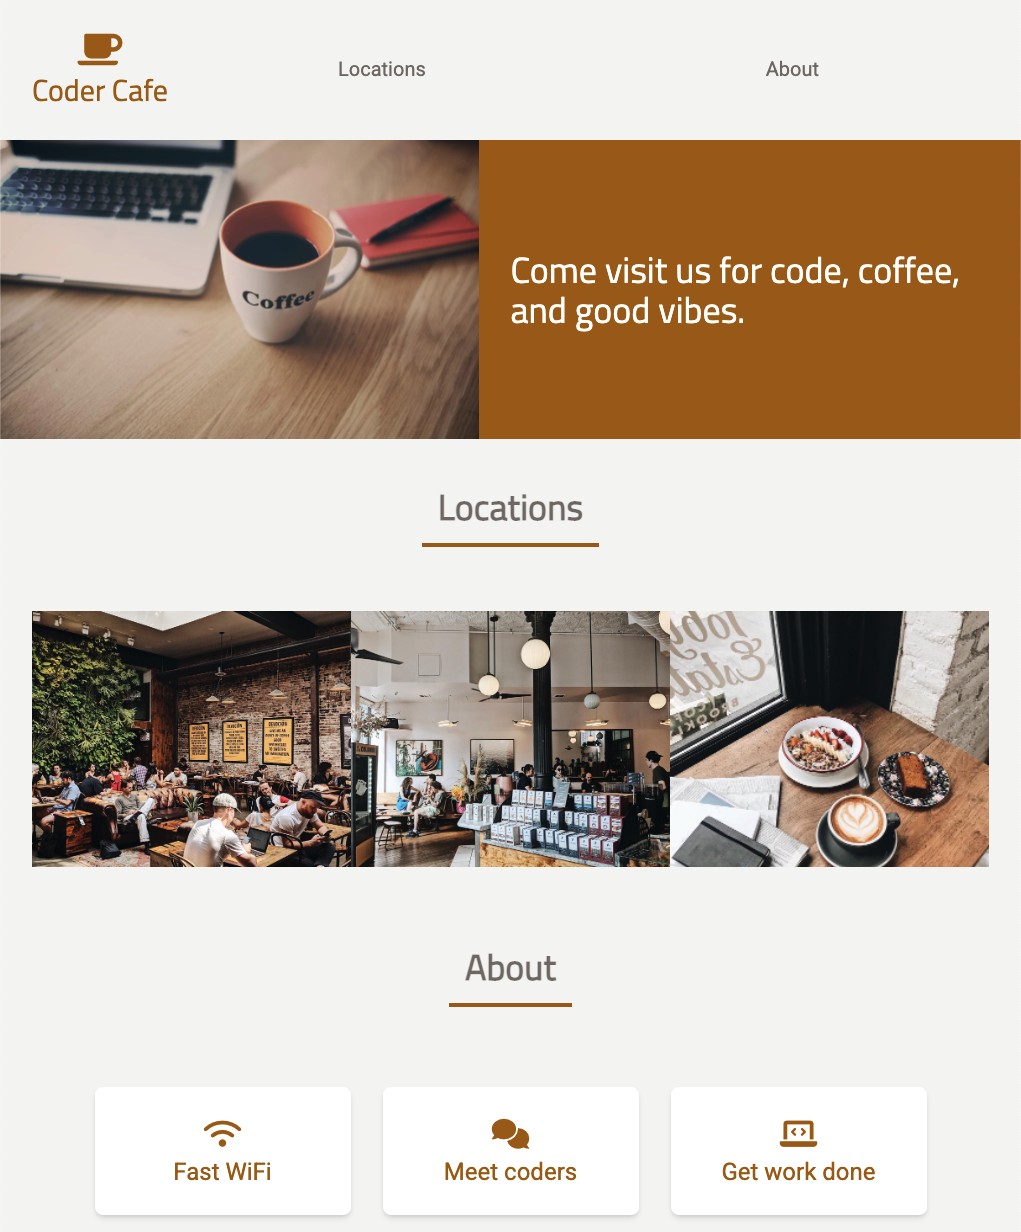 Coder Cafe
Locations
About
Coffee
Come visit us for code, coffee,
and good vibes.
Locations
About
Fast WiFi
Meet coders
Get work done